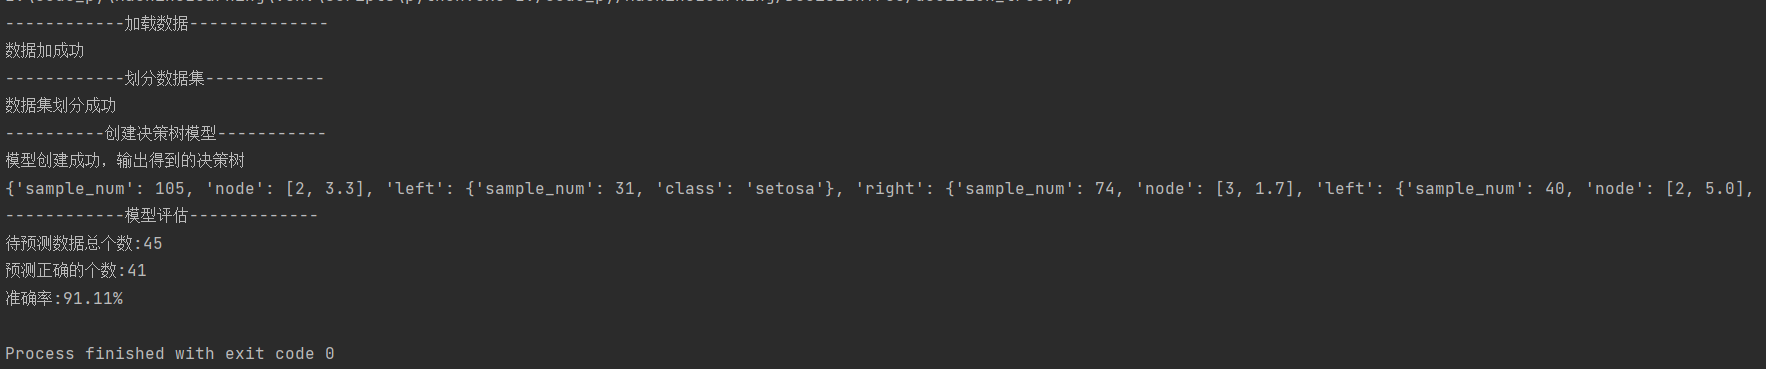 ------------加载数据--------------
数据加成功
------------划分数据集------------
数据集划分成功
----------创建决策树模型-----------
模型创建成功，输出得到的决策树
{'sample_num': 105, 'node': [2, 3.3], 'left': {'sample_num': 31, 'class': 'setosa'}, 'right': {'sample_num': 74, 'node': [3, 1.7], 'left': {'sample_num': 40, 'node': [2, 5.0],
------------模型评估-------------
待预测数据总个数:45
预测正确的个数:41
准确率:91.11%
Process finished with exit code 0